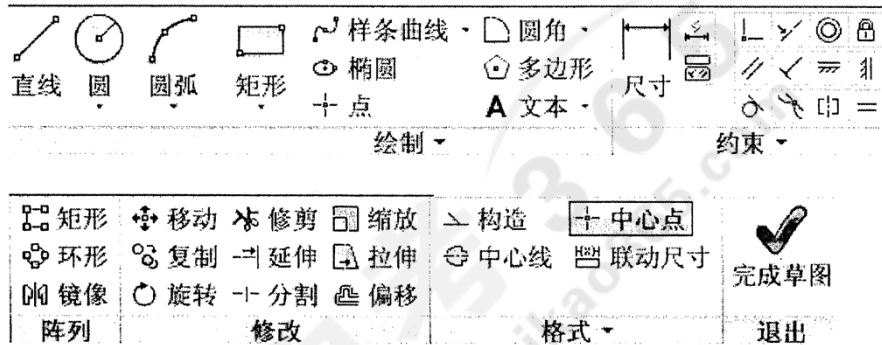 直线 圆 圆弧 矩形 样条曲线 圆角 尺寸
椭圆 多边形
点 A 文本
绘制 约束
矩形 移动 修剪 缩放 构造 中心点
环形 复制 延伸 拉伸 中心线 联动尺寸 完成草图
镜像 旋转 分割 偏移
阵列 修改 格式 退出